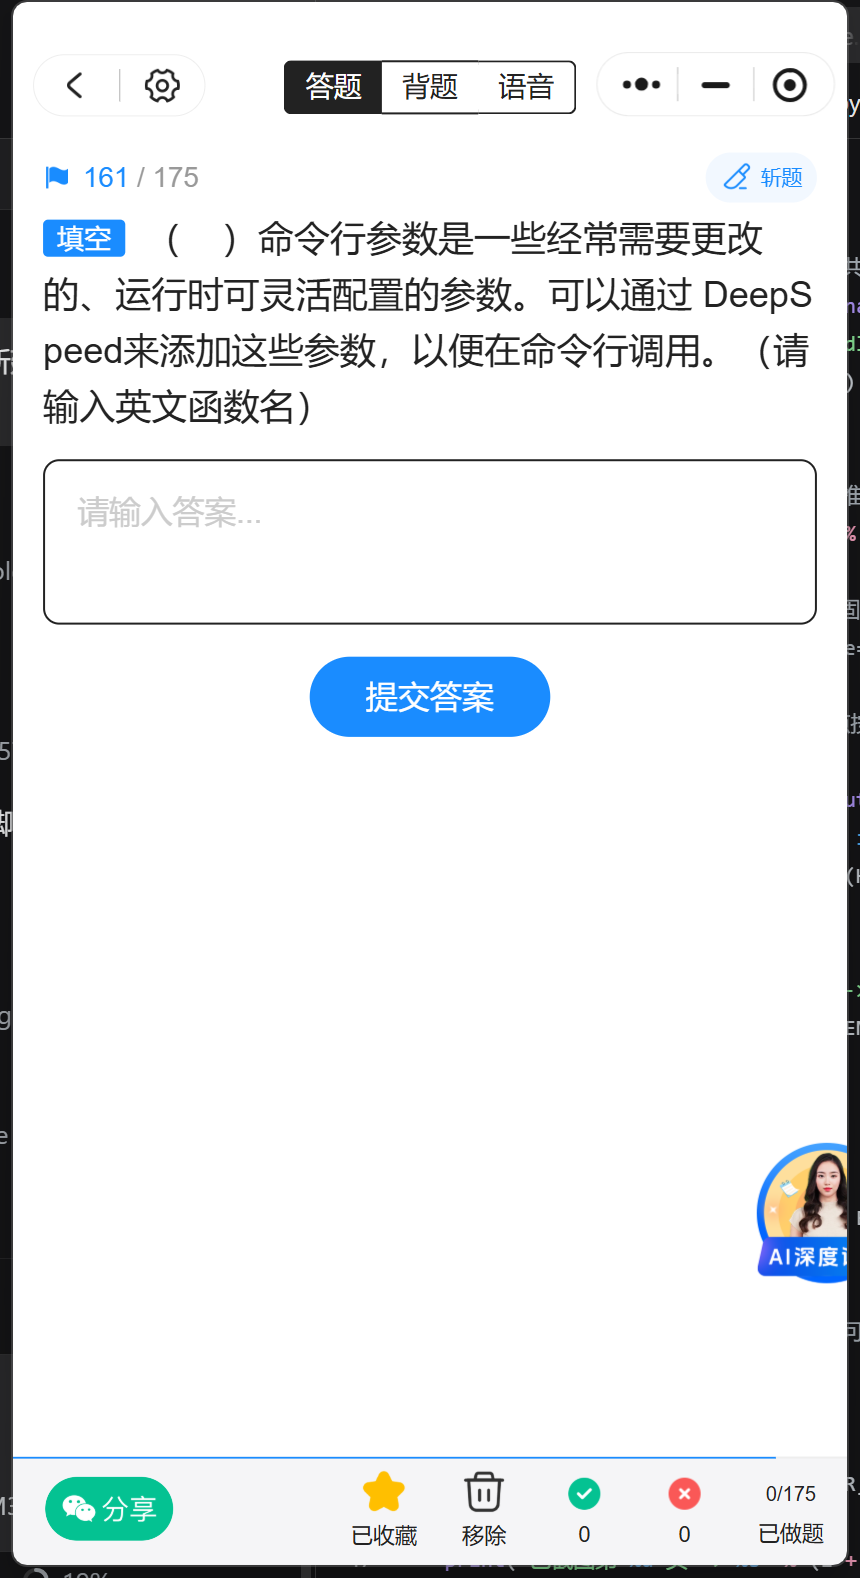 答题 背题 语音
161 / 175
斩题
填空 （ ）命令行参数是一些经常需要更改
的、运行时可灵活配置的参数。可以通过 DeepS
peed来添加这些参数，以便在命令行调用。（请
输入英文函数名）
请输入答案...
提交答案
AI深度
分享
已收藏
移除
0
0
0/175
已做题